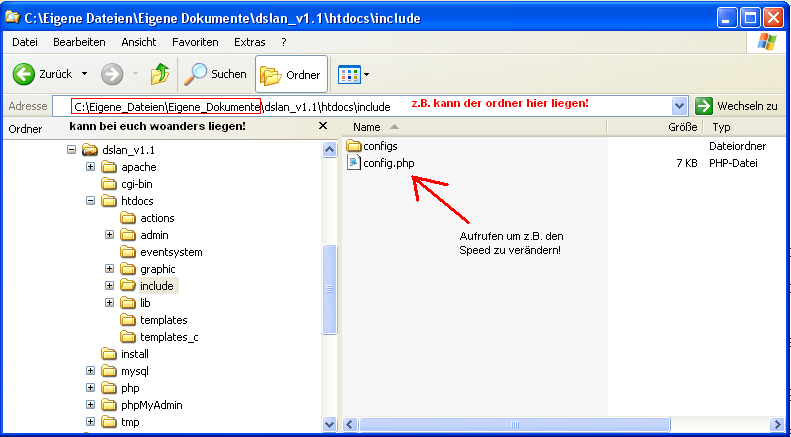 C:\Eigene Dateien\Eigene Dokumente\dslan_v1.1\htdocs\include
Datei Bearbeiten Ansicht Favoriten Extras ?
Zurück Suchen Ordner
Adresse C:\Eigene_Dateien\Eigene_Dokumente\dslan_v1.1\htdocs\include z.B. kann der ordner hier liegen! Wechseln zu
Ordner kann bei euch woanders liegen!
Name Größe Typ
dslan_v1.1
apache
cgi-bin
htdocs
actions
admin
eventsystem
graphic
include
lib
templates
templates_c
install
mysql
php
phpMyAdmin
tmp
configs Dateiordner
config.php 7 KB PHP-Datei
Aufrufen um z.B. den
Speed zu verändern!